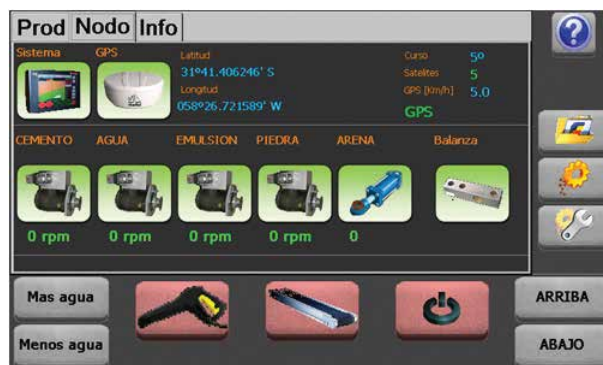 Prod Nodo Info
Sistema GPS Latitud Curso 5º
31º41.406246' S Satelites 5
Longitud GPS [Km/h] 5.0
058º26.721589' W GPS
CEMENTO AGUA EMULSION PIEDRA ARENA Balanza
0 rpm 0 rpm 0 rpm 0 rpm 0
Mas agua ARRIBA
Menos agua ABAJO